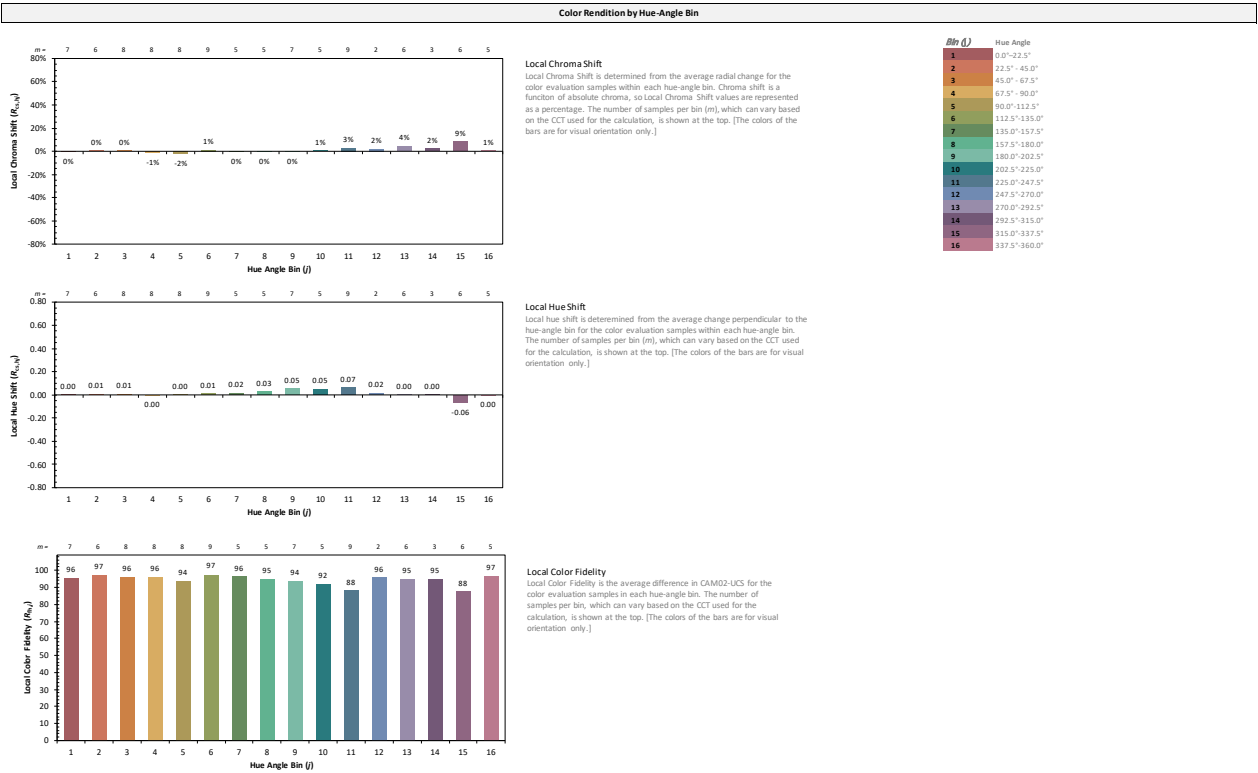 Color Rendition by Hue-Angle Bin
m = 7 6 8 8 8 9 5 5 7 5 9 2 6 3 6 5
80%
60%
40%
20%
0%
-20%
-40%
-60%
-80%
Local Chroma Shift (Rcs,hj)
0% 0% 0% -1% -2% 1% 0% 0% 0% 1% 3% 2% 4% 2% 9% 1%
1 2 3 4 5 6 7 8 9 10 11 12 13 14 15 16
Hue Angle Bin (j)
Local Chroma Shift
Local Chroma Shift is determined from the average radial change for the
color evaluation samples within each hue-angle bin. Chroma shift is a
funciton of absolute chroma, so Local Chroma Shift values are represented
as a percentage. The number of samples per bin (m), which can vary based
on the CCT used for the calculation, is shown at the top. [The colors of the
bars are for visual orientation only.]
Bin (j) Hue Angle
1 0.0°-22.5°
2 22.5° - 45.0°
3 45.0° - 67.5°
4 67.5° - 90.0°
5 90.0°-112.5°
6 112.5°-135.0°
7 135.0°-157.5°
8 157.5°-180.0°
9 180.0°-202.5°
10 202.5°-225.0°
11 225.0°-247.5°
12 247.5°-270.0°
13 270.0°-292.5°
14 292.5°-315.0°
15 315.0°-337.5°
16 337.5°-360.0°
m = 7 6 8 8 8 9 5 5 7 5 9 2 6 3 6 5
0.80
0.60
0.40
0.20
0.00
-0.20
-0.40
-0.60
-0.80
Local Hue Shift (Rcs,hj)
0.00 0.01 0.01 0.00 0.00 0.01 0.02 0.03 0.05 0.05 0.07 0.02 0.00 0.00 -0.06 0.00
1 2 3 4 5 6 7 8 9 10 11 12 13 14 15 16
Hue Angle Bin (j)
Local Hue Shift
Local hue shift is deteremined from the average change perpendicular to the
hue-angle bin for the color evaluation samples within each hue-angle bin.
The number of samples per bin (m), which can vary based on the CCT used
for the calculation, is shown at the top. [The colors of the bars are for visual
orientation only.]
m = 7 6 8 8 8 9 5 5 7 5 9 2 6 3 6 5
100
90
80
70
60
50
40
30
20
10
0
Local Color Fidelity (Rfh,j)
96 97 96 96 94 97 96 95 94 92 88 96 95 95 88 97
1 2 3 4 5 6 7 8 9 10 11 12 13 14 15 16
Hue Angle Bin (j)
Local Color Fidelity
Local Color Fidelity is the average difference in CAM02-UCS for the
color evaluation samples in each hue-angle bin. The number of
samples per bin, which can vary based on the CCT used for the
calculation, is shown at the top. [The colors of the bars are for visual
orientation only.]